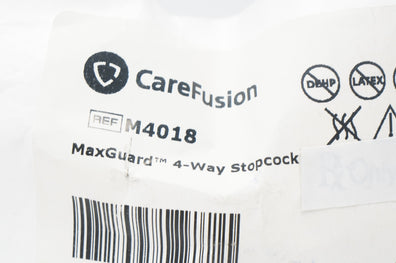 CareFusion
DEHP
LATEX
REF M4018
MaxGuard™ 4-Way Stopcock